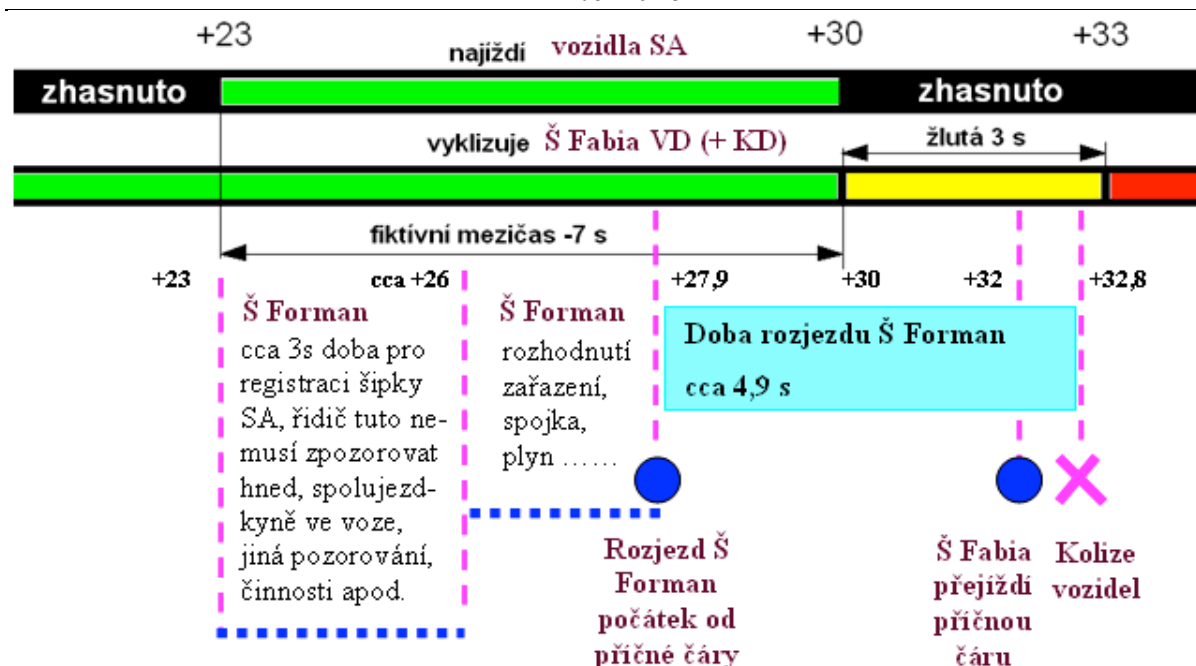 +23
najíždí vozidla SA
+30
+33
zhasnuto
zhasnuto
vyklizuje Š Fabia VD (+ KD)
žlutá 3 s
fiktívní mezičas -7 s
+23
cca +26
+27,9
+30
+32
+32,8
Š Forman
cca 3s doba pro
registraci šipky
SA, řidič tuto ne-
musí zpozorovat
hned, spolujezd-
kyně ve voze,
jiná pozorování,
činnosti apod.
Š Forman
rozhodnutí
zařazení,
spojka,
plyn ......
Doba rozjezdu Š Forman
cca 4,9 s
Rozjezd Š
Forman
počátek od
příčné čáry
Š Fabia
přejíždí
příčnou
čáru
Kolize
vozidel